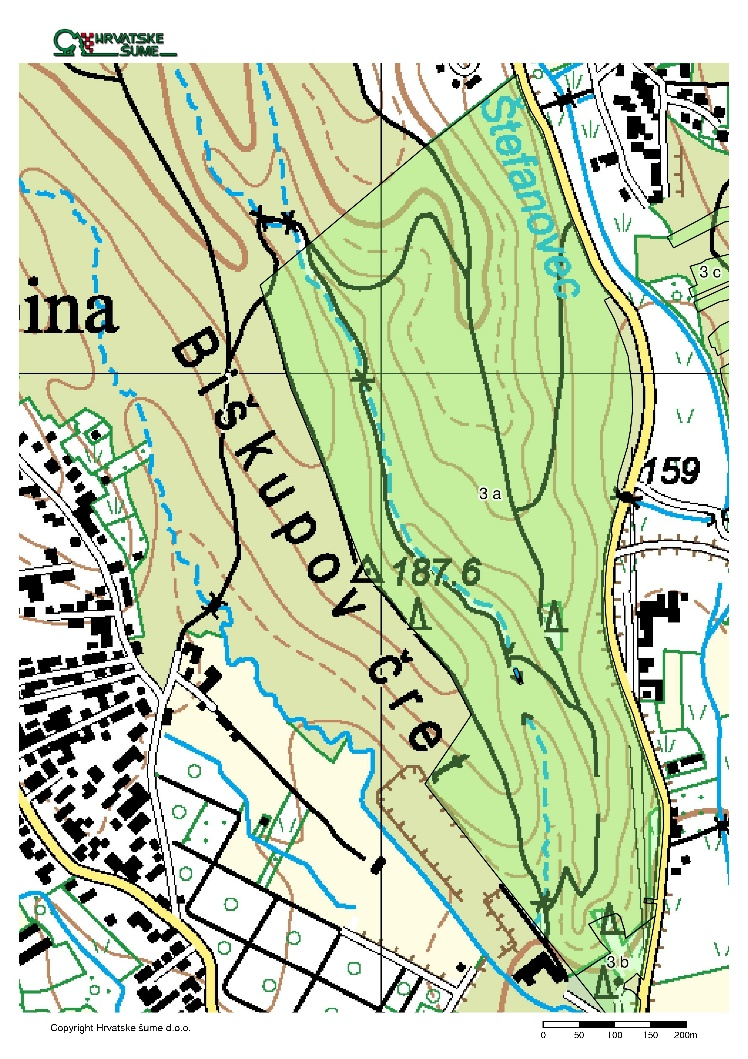 HRVATSKE
ŠUME
Štefanovec
3 c
ina
Biškupov čre
159
3 a
187.6
3 b
Copyright Hrvatske šume d.o.o.
0 50 100 150 200m